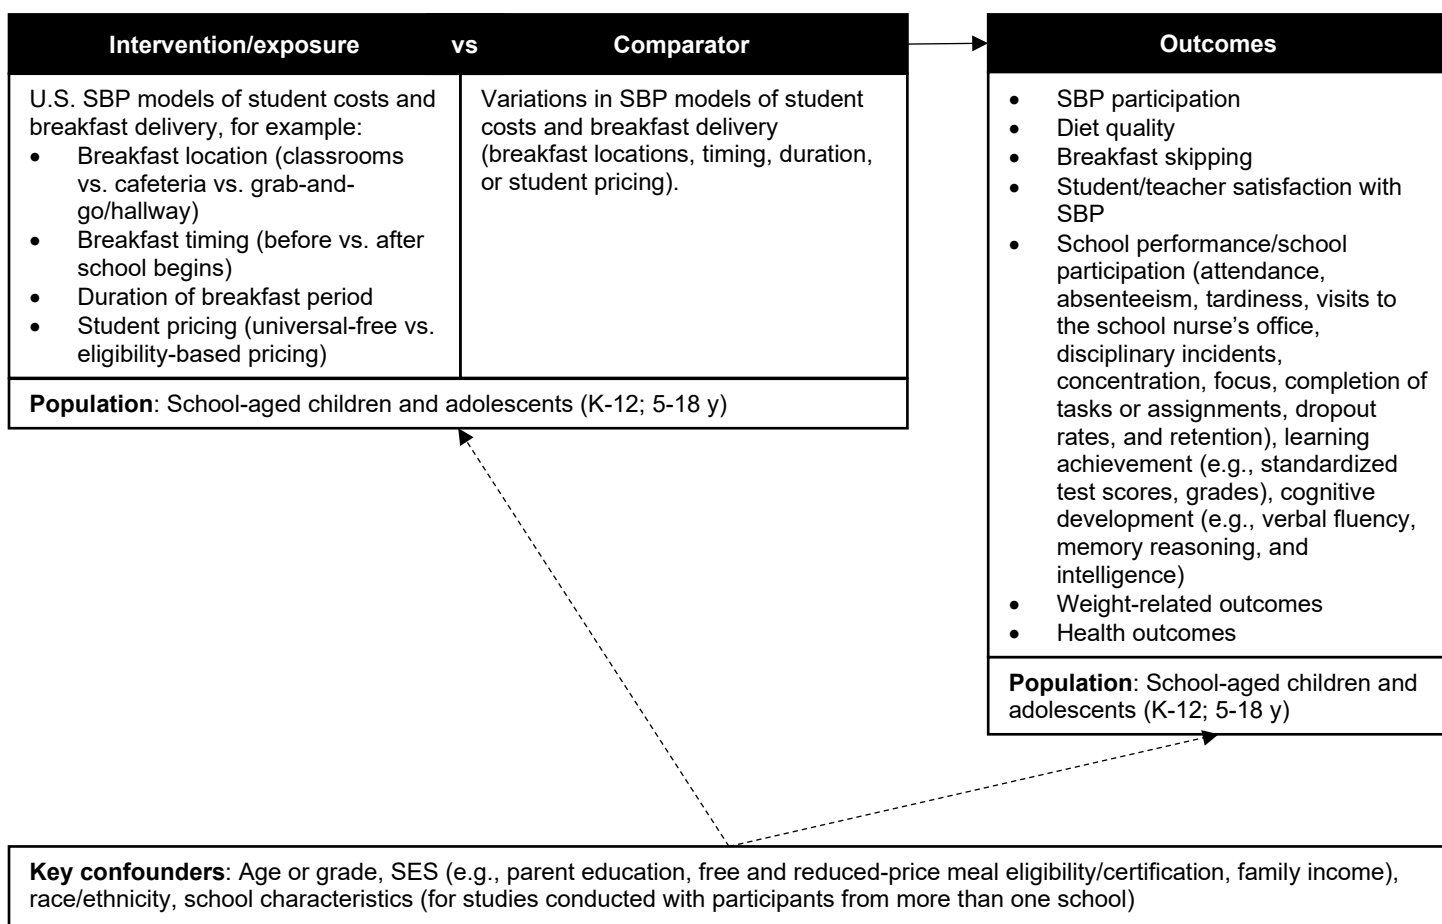 Intervention/exposure vs Comparator
U.S. SBP models of student costs and
breakfast delivery, for example:
• Breakfast location (classrooms
vs. cafeteria vs. grab-and-
go/hallway)
• Breakfast timing (before vs. after
school begins)
• Duration of breakfast period
• Student pricing (universal-free vs.
eligibility-based pricing)
Variations in SBP models of student
costs and breakfast delivery
(breakfast locations, timing, duration,
or student pricing).
Population: School-aged children and adolescents (K-12; 5-18 y)
Outcomes
• SBP participation
• Diet quality
• Breakfast skipping
• Student/teacher satisfaction with
SBP
• School performance/school
participation (attendance,
absenteeism, tardiness, visits to
the school nurse’s office,
disciplinary incidents,
concentration, focus, completion of
tasks or assignments, dropout
rates, and retention), learning
achievement (e.g., standardized
test scores, grades), cognitive
development (e.g., verbal fluency,
memory reasoning, and
intelligence)
• Weight-related outcomes
• Health outcomes
Population: School-aged children and
adolescents (K-12; 5-18 y)
Key confounders: Age or grade, SES (e.g., parent education, free and reduced-price meal eligibility/certification, family income),
race/ethnicity, school characteristics (for studies conducted with participants from more than one school)